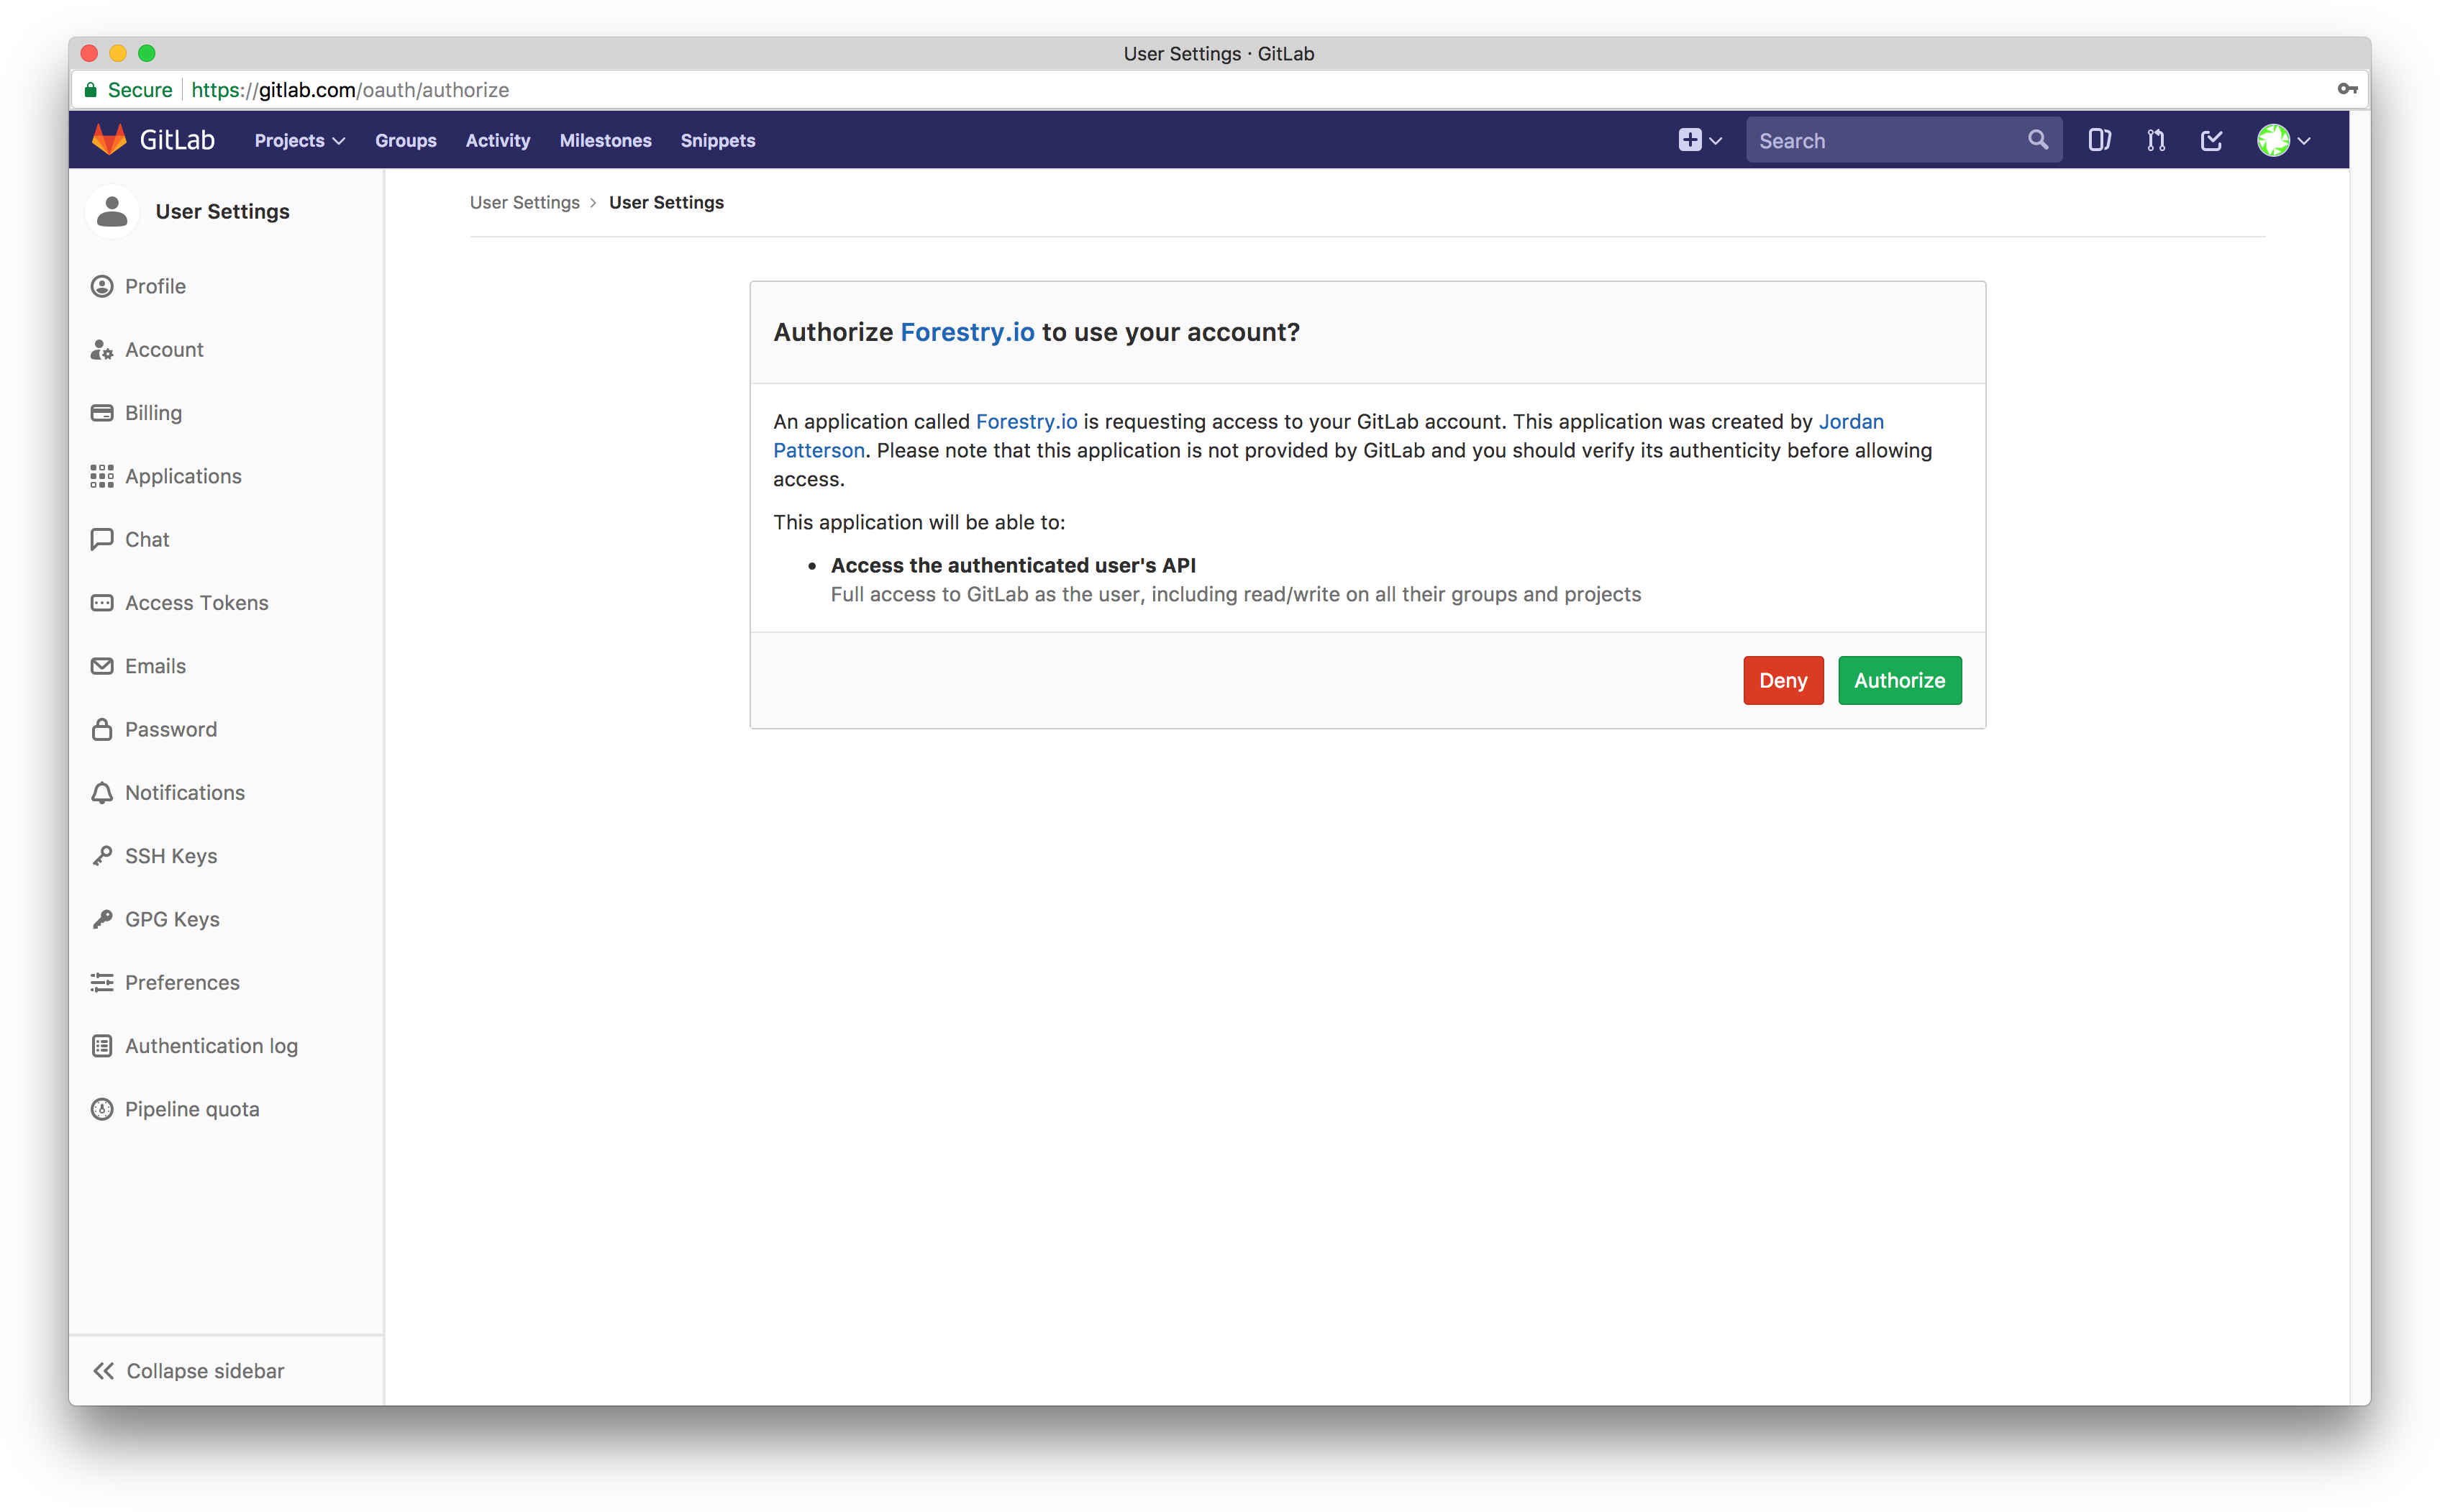 User Settings · GitLab
Secure https://gitlab.com/oauth/authorize
GitLab Projects Groups Activity Milestones Snippets Search
User Settings
Profile
Account
Billing
Applications
Chat
Access Tokens
Emails
Password
Notifications
SSH Keys
GPG Keys
Preferences
Authentication log
Pipeline quota
Collapse sidebar
User Settings > User Settings
Authorize Forestry.io to use your account?
An application called Forestry.io is requesting access to your GitLab account. This application was created by Jordan
Patterson. Please note that this application is not provided by GitLab and you should verify its authenticity before allowing
access.
This application will be able to:
• Access the authenticated user's API
Full access to GitLab as the user, including read/write on all their groups and projects
Deny Authorize